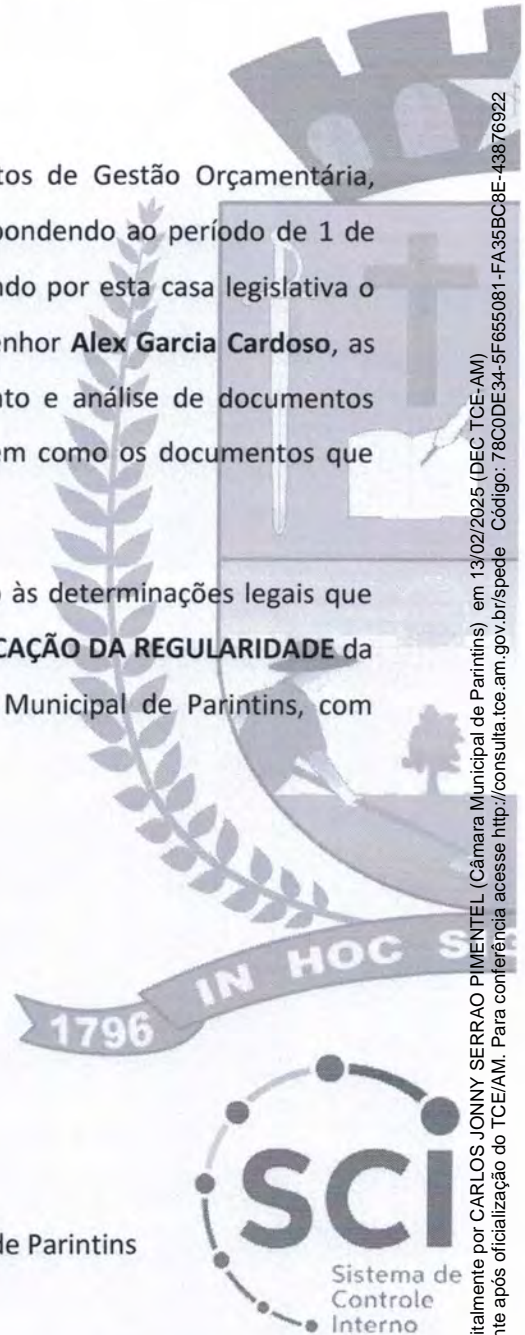 tos de Gestão Orçamentária,
pondendo ao período de 1 de
ndo por esta casa legislativa o
enhor Alex Garcia Cardoso, as
nto e análise de documentos
em como os documentos que
o às determinações legais que
CAÇÃO DA REGULARIDADE da
Municipal de Parintins, com
IN HOC S
1796
SCI
Sistema de
Controle
Interno
de Parintins
italmente por CARLOS JONNY SERRAO PIMENTEL (Câmara Municipal de Parintins) em 13/02/2025 (DEC TCE-AM)
nte após oficialização do TCE/AM. Para conferência acesse http://consulta.tce.am.gov.br/spede Código: 78C0DE34-5F655081-FA35BC8E-43876922